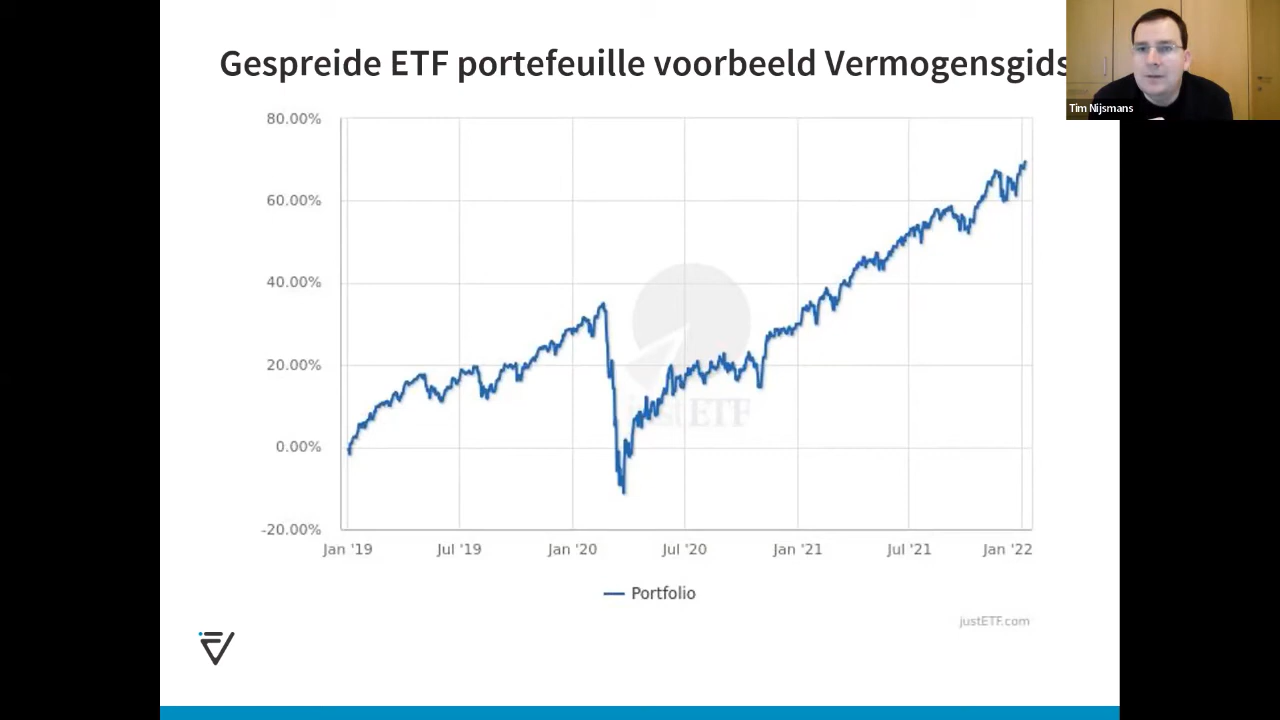 Gespreide ETF portefeuille voorbeeld Vermogensgids
Tim Nijsmans
80.00%
60.00%
40.00%
20.00%
0.00%
-20.00%
justETF
Jan '19 Jul '19 Jan '20 Jul '20 Jan '21 Jul '21 Jan '22
Portfolio
justETF.com